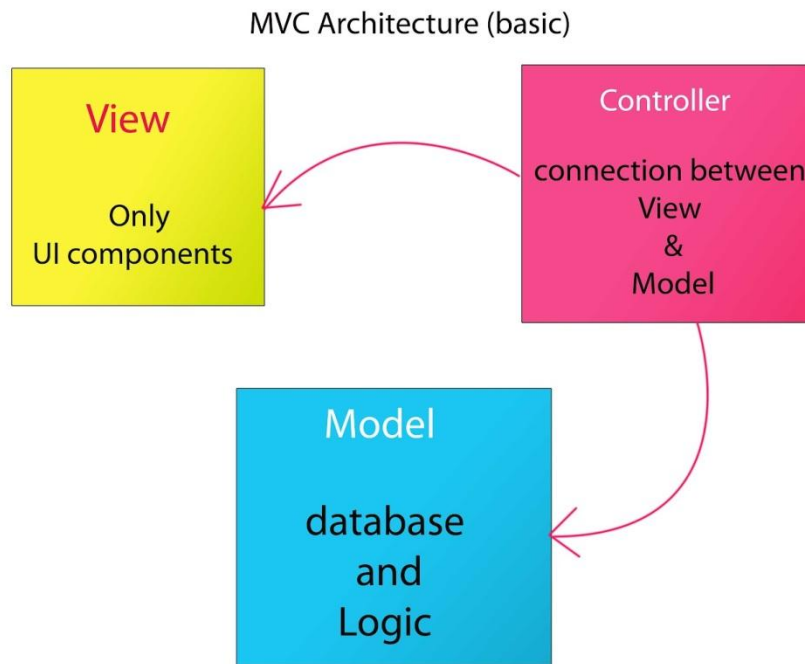 MVC Architecture (basic)
View
Only
UI components
Controller
connection between
View
&
Model
Model
database
and
Logic